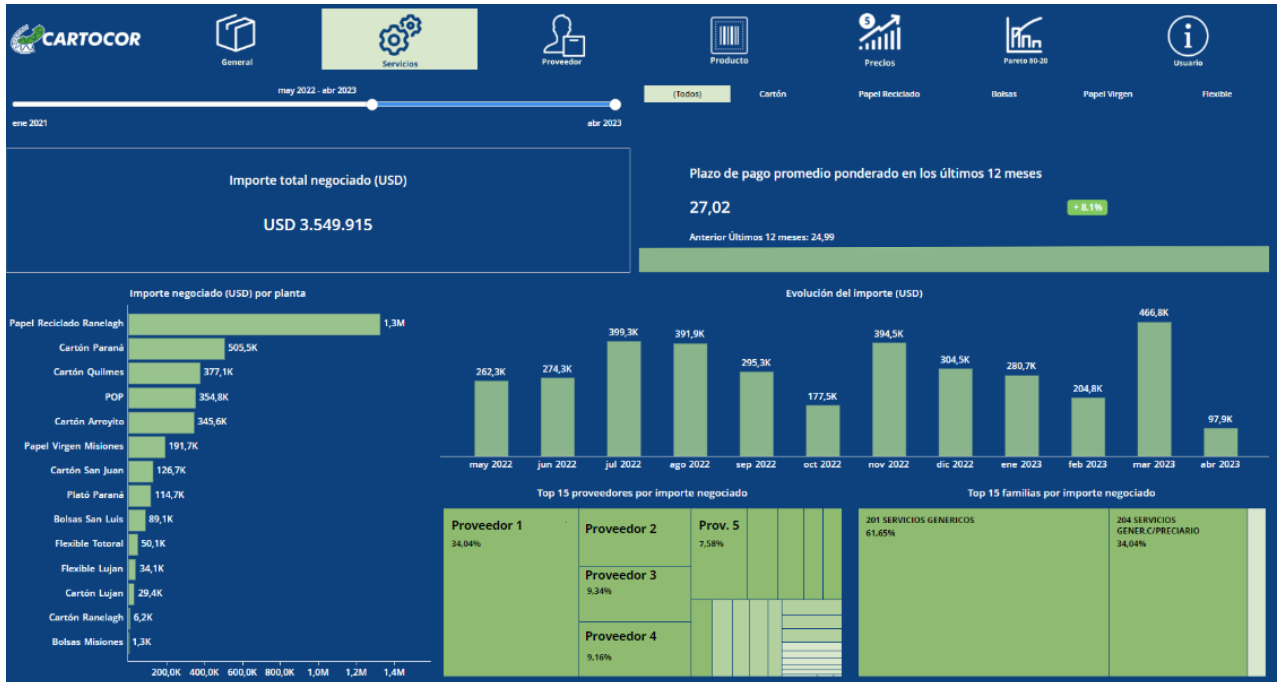 CARTOCOR
General
Servicios
Proveedor
Producto
5
Precios
Pareto 80-20
Usuario
may 2022 - abr 2023
ene 2021
abr 2023
(Todos)
Cartón
Papel Reciclado
Bolsas
Papel Virgen
Flexible
Importe total negociado (USD)
USD 3.549.915
Plazo de pago promedio ponderado en los últimos 12 meses
27,02
+ 8.1%
Anterior Últimos 12 meses: 24,99
Importe negociado (USD) por planta
Papel Reciclado Ranelagh 1,3M
Cartón Paraná 505,5K
Cartón Quilmes 377,1K
POP 354,8K
Cartón Arroyito 345,6K
Papel Virgen Misiones 191,7K
Cartón San Juan 126,7K
Plató Paraná 114,7K
Bolsas San Luis 89,1K
Flexible Totoral 50,1K
Flexible Lujan 34,1K
Cartón Lujan 29,4K
Cartón Ranelagh 6,2K
Bolsas Misiones 1,3K
200,0K 400,0K 600,0K 800,0K 1,0M 1,2M 1,4M
Evolución del importe (USD)
262,3K 274,3K 399,3K 391,9K 295,3K 177,5K 394,5K 304,5K 280,7K 204,8K 466,8K 97,9K
may 2022 jun 2022 jul 2022 ago 2022 sep 2022 oct 2022 nov 2022 dic 2022 ene 2023 feb 2023 mar 2023 abr 2023
Top 15 proveedores por importe negociado
Proveedor 1
34,04%
Proveedor 2
Proveedor 3
9,34%
Proveedor 4
9,16%
Prov. 5
7,58%
Top 15 familias por importe negociado
201 SERVICIOS GENERICOS
61,65%
204 SERVICIOS
GENER.C/PRECIARIO
34,04%